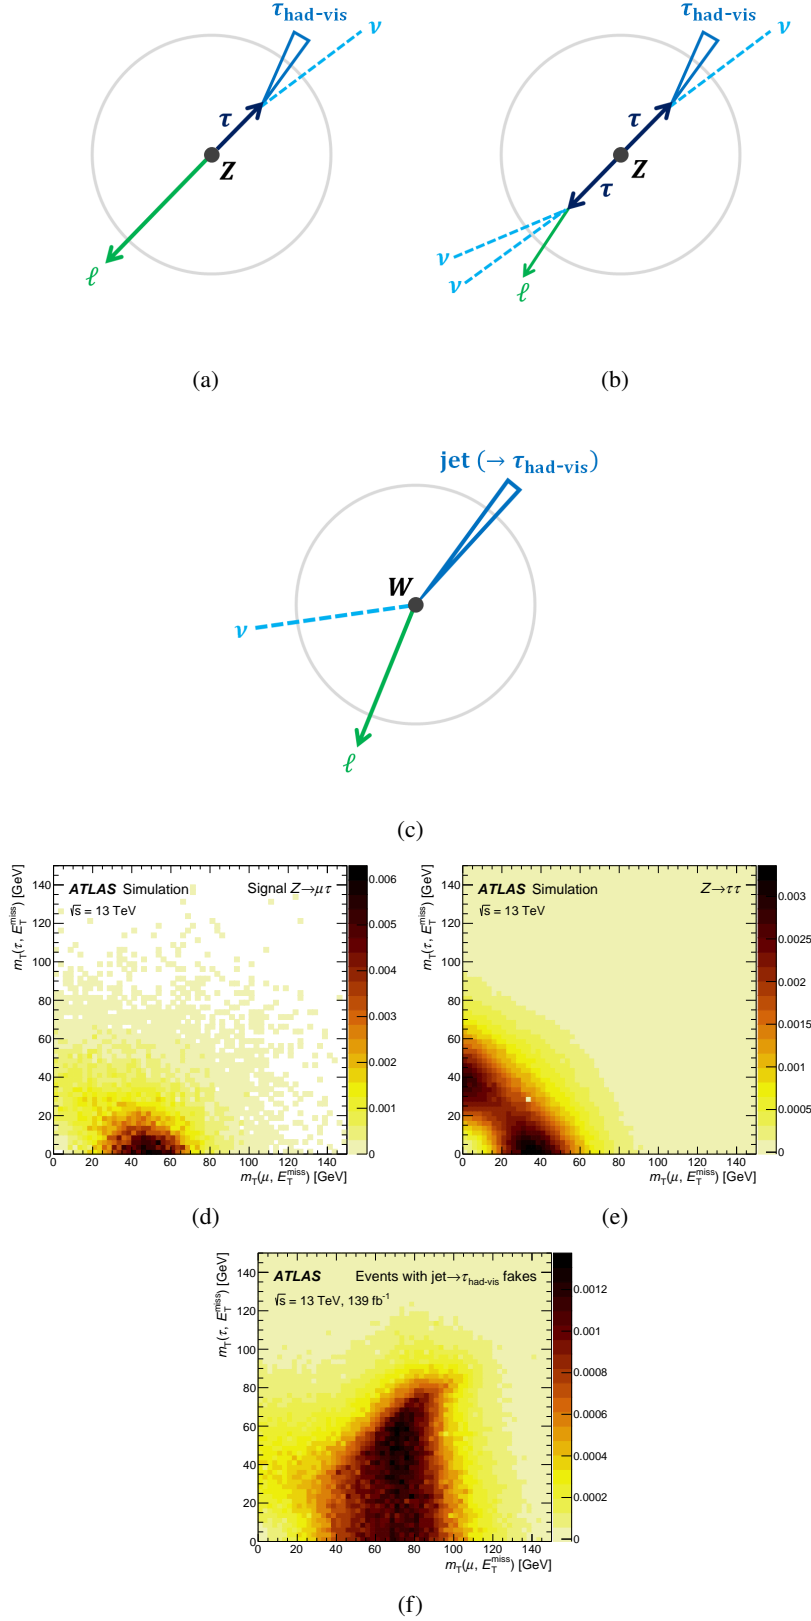 τhad-vis
ν
τ
Z
ℓ
(a)
τhad-vis
ν
τ
Z
τ
ν
ν
ℓ
(b)
jet (→ τhad-vis)
W
ν
ℓ
(c)
mT(τ, ETmiss) [GeV]
140
120
100
80
60
40
20
0
ATLAS Simulation
Signal Z→μτ
√s = 13 TeV
0.006
0.005
0.004
0.003
0.002
0.001
0
0 20 40 60 80 100 120 140
mT(μ, ETmiss) [GeV]
(d)
mT(τ, ETmiss) [GeV]
140
120
100
80
60
40
20
0
ATLAS Simulation
Z→ττ
√s = 13 TeV
0.003
0.0025
0.002
0.0015
0.001
0.0005
0
0 20 40 60 80 100 120 140
mT(μ, ETmiss) [GeV]
(e)
mT(τ, ETmiss) [GeV]
140
120
100
80
60
40
20
0
ATLAS
Events with jet→τhad-vis fakes
√s = 13 TeV, 139 fb-1
0.0012
0.001
0.0008
0.0006
0.0004
0.0002
0
0 20 40 60 80 100 120 140
mT(μ, ETmiss) [GeV]
(f)